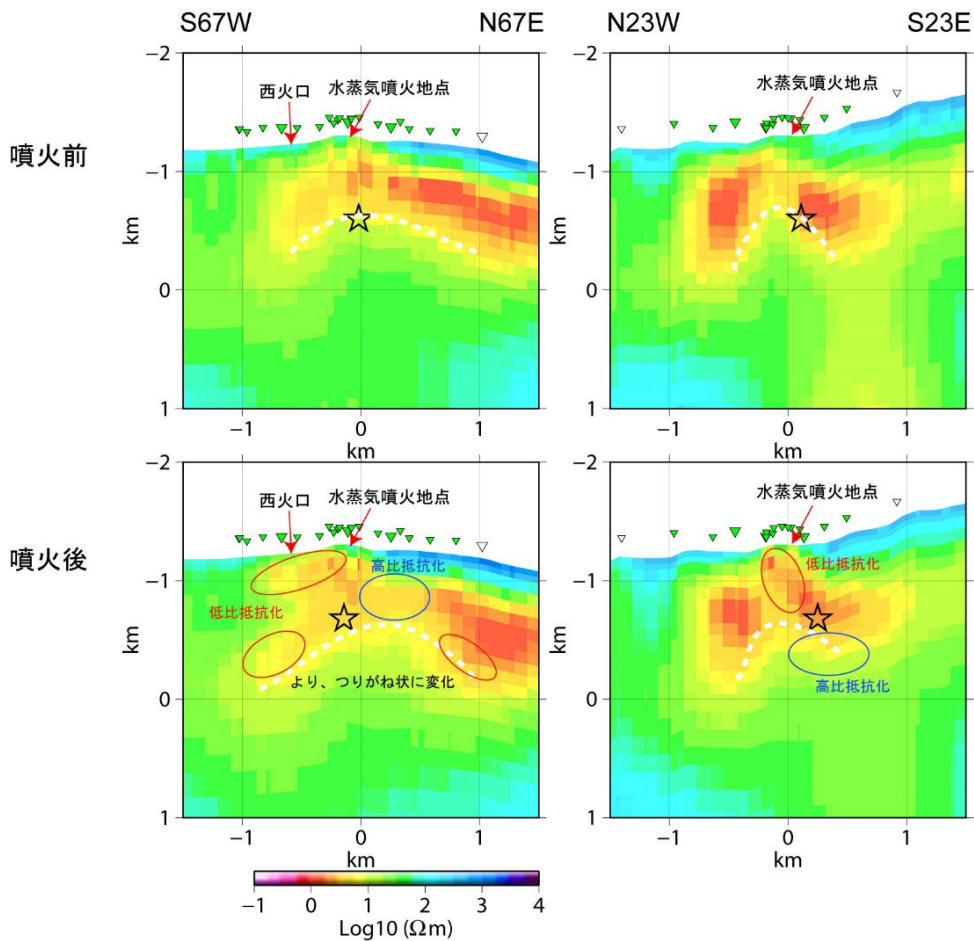 S67W
N67E
N23W
S23E
噴火前
−2
−1
0
1
km
西火口
水蒸気噴火地点
−1
0
1
km
−2
−1
0
1
km
水蒸気噴火地点
−1
0
1
km
噴火後
−2
−1
0
1
km
西火口
水蒸気噴火地点
高比抵抗化
低比抵抗化
より、つりがね状に変化
−1
0
1
km
−2
−1
0
1
km
水蒸気噴火地点
低比抵抗化
高比抵抗化
−1
0
1
km
−1
0
1
2
3
4
Log10 (Ωm)